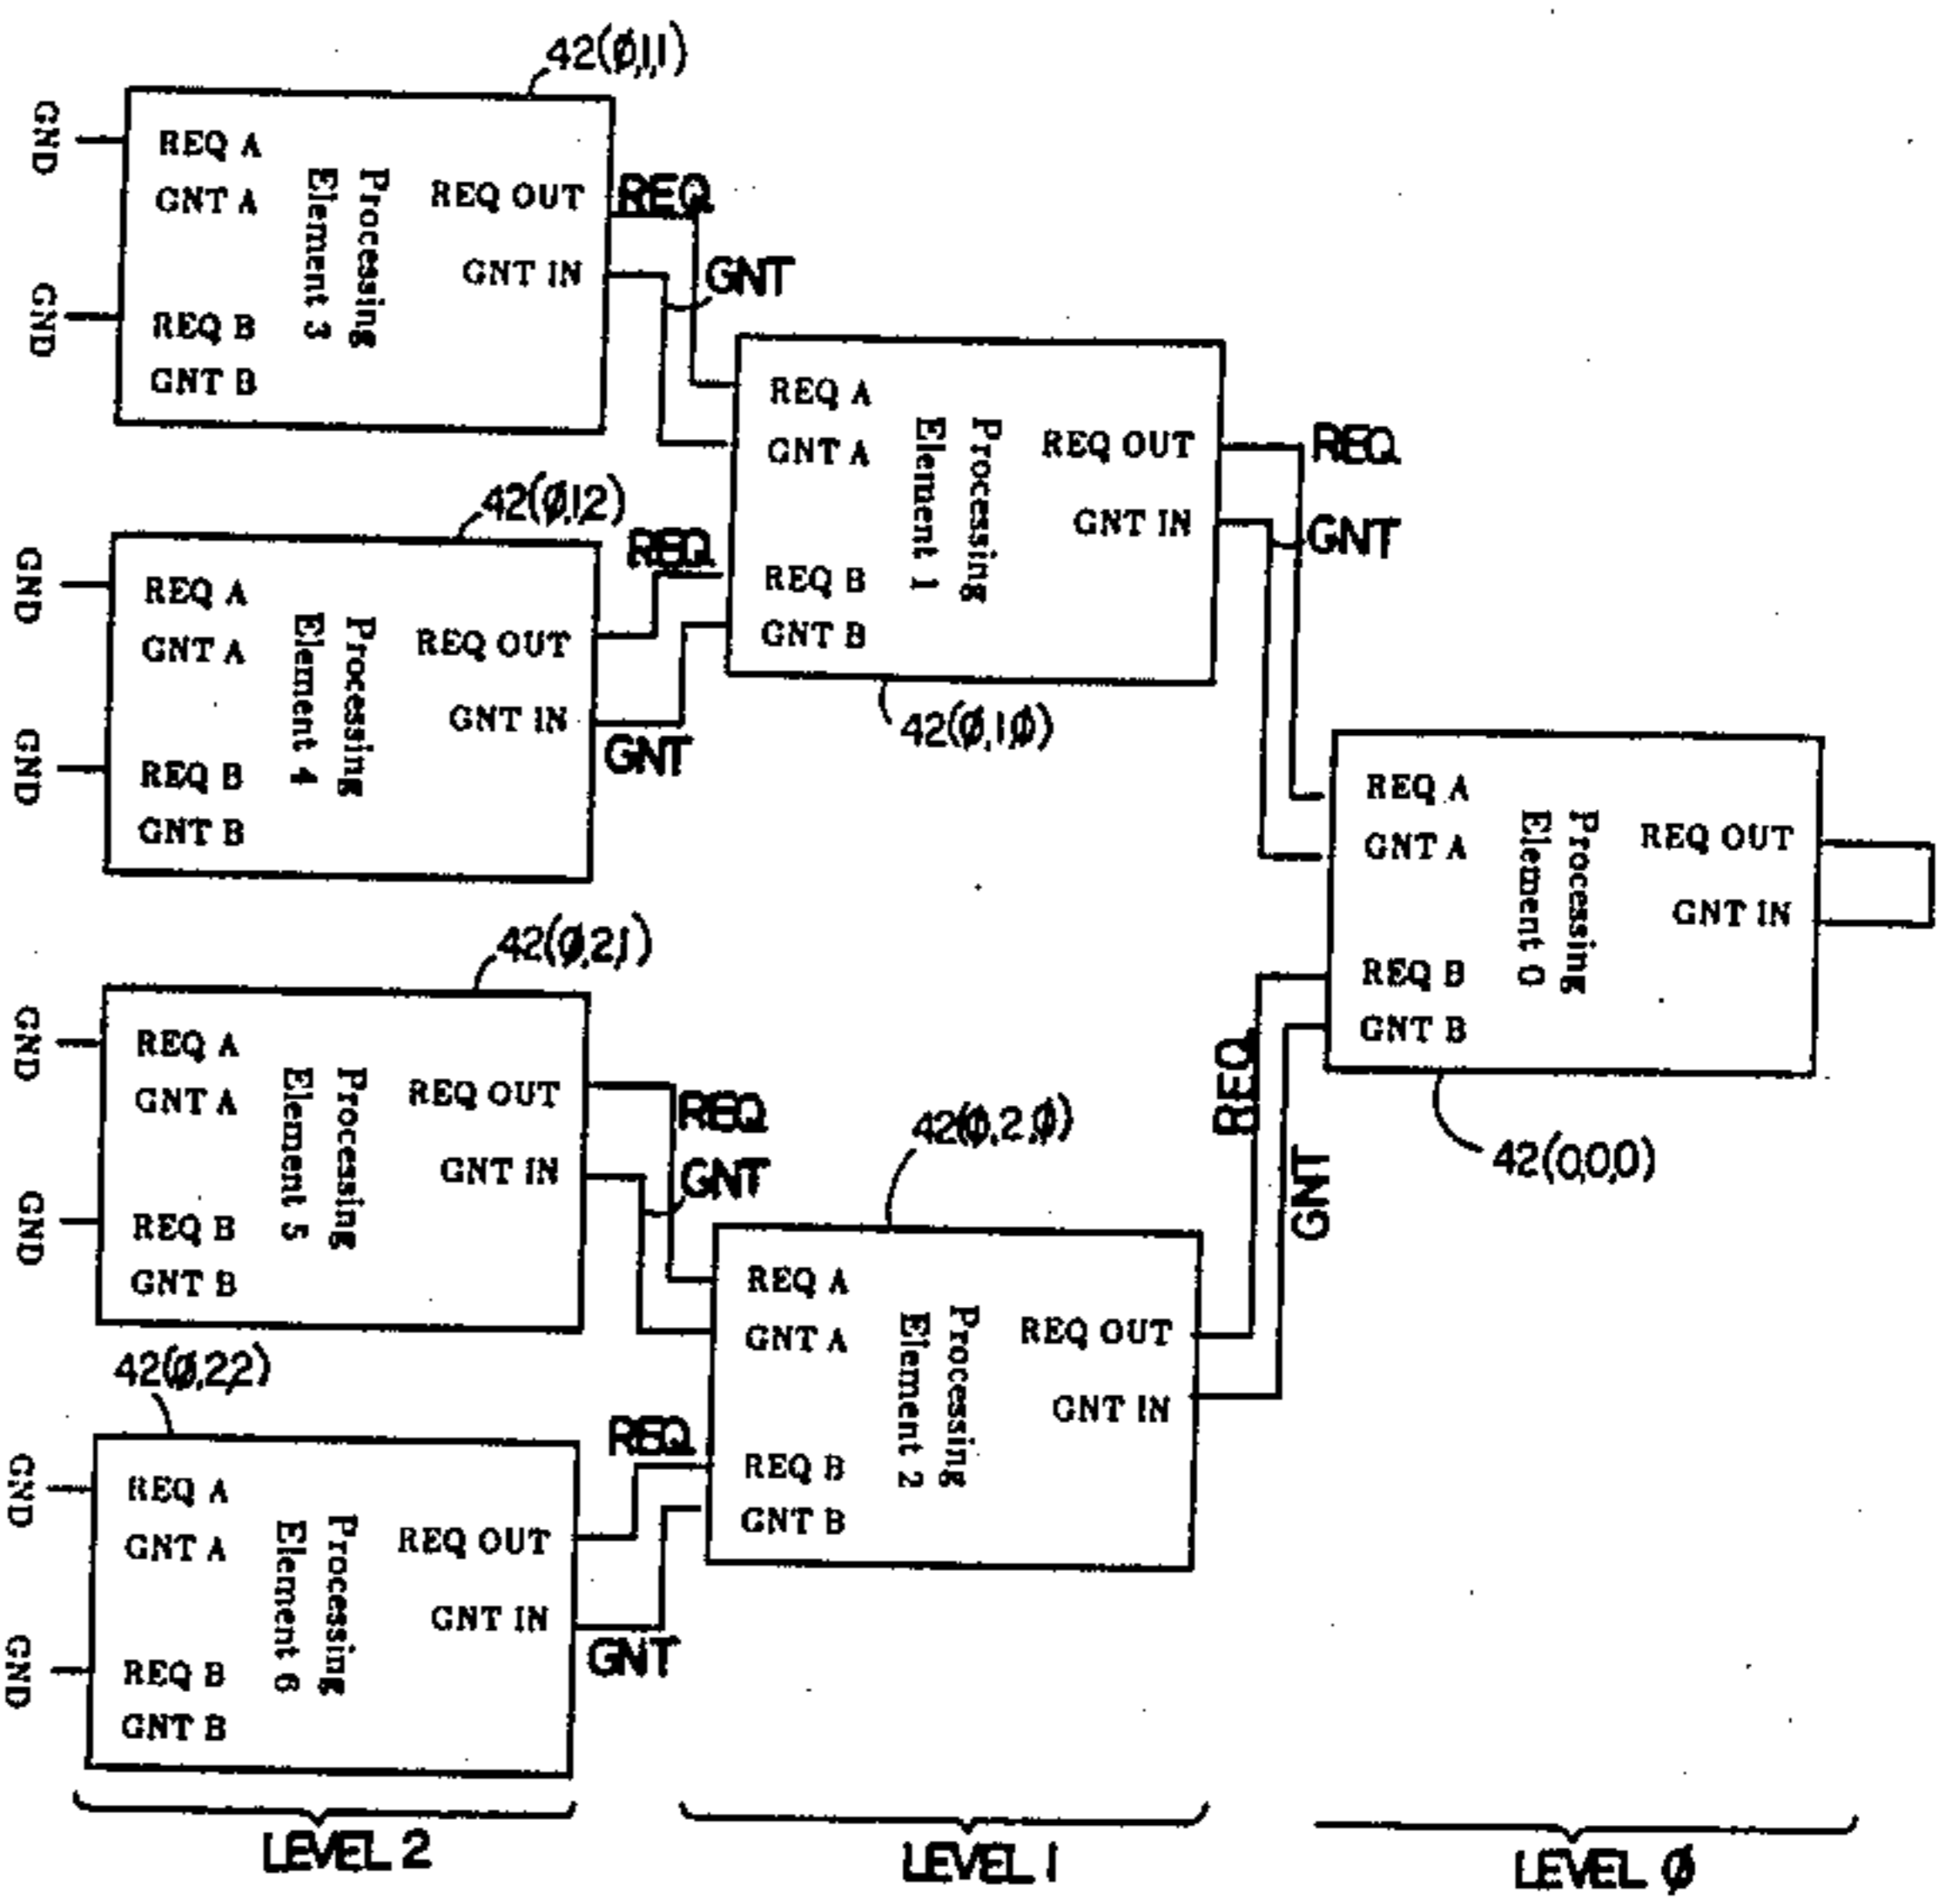 42(Ø,1,1)
GND
REQ A
GNT A
GND
REQ B
GNT B
Processing
Element 3
REQ OUT
GNT IN
REQ
GNT
42(Ø,1,2)
GND
REQ A
GNT A
GND
REQ B
GNT B
Processing
Element 4
REQ OUT
GNT IN
REQ
GNT
REQ A
GNT A
REQ B
GNT B
Processing
Element 1
REQ OUT
GNT IN
42(Ø,1,Ø)
REQ
GNT
42(Ø,2,1)
GND
REQ A
GNT A
GND
REQ B
GNT B
Processing
Element 5
REQ OUT
GNT IN
REQ
GNT
42(Ø,2,2)
GND
REQ A
GNT A
GND
REQ B
GNT B
Processing
Element 6
REQ OUT
GNT IN
REQ
GNT
42(Ø,2,Ø)
REQ A
GNT A
REQ B
GNT B
Processing
Element 2
REQ OUT
GNT IN
REQ
GNT
REQ A
GNT A
REQ B
GNT B
Processing
Element 0
REQ OUT
GNT IN
42(0,0,0)
LEVEL 2
LEVEL 1
LEVEL Ø